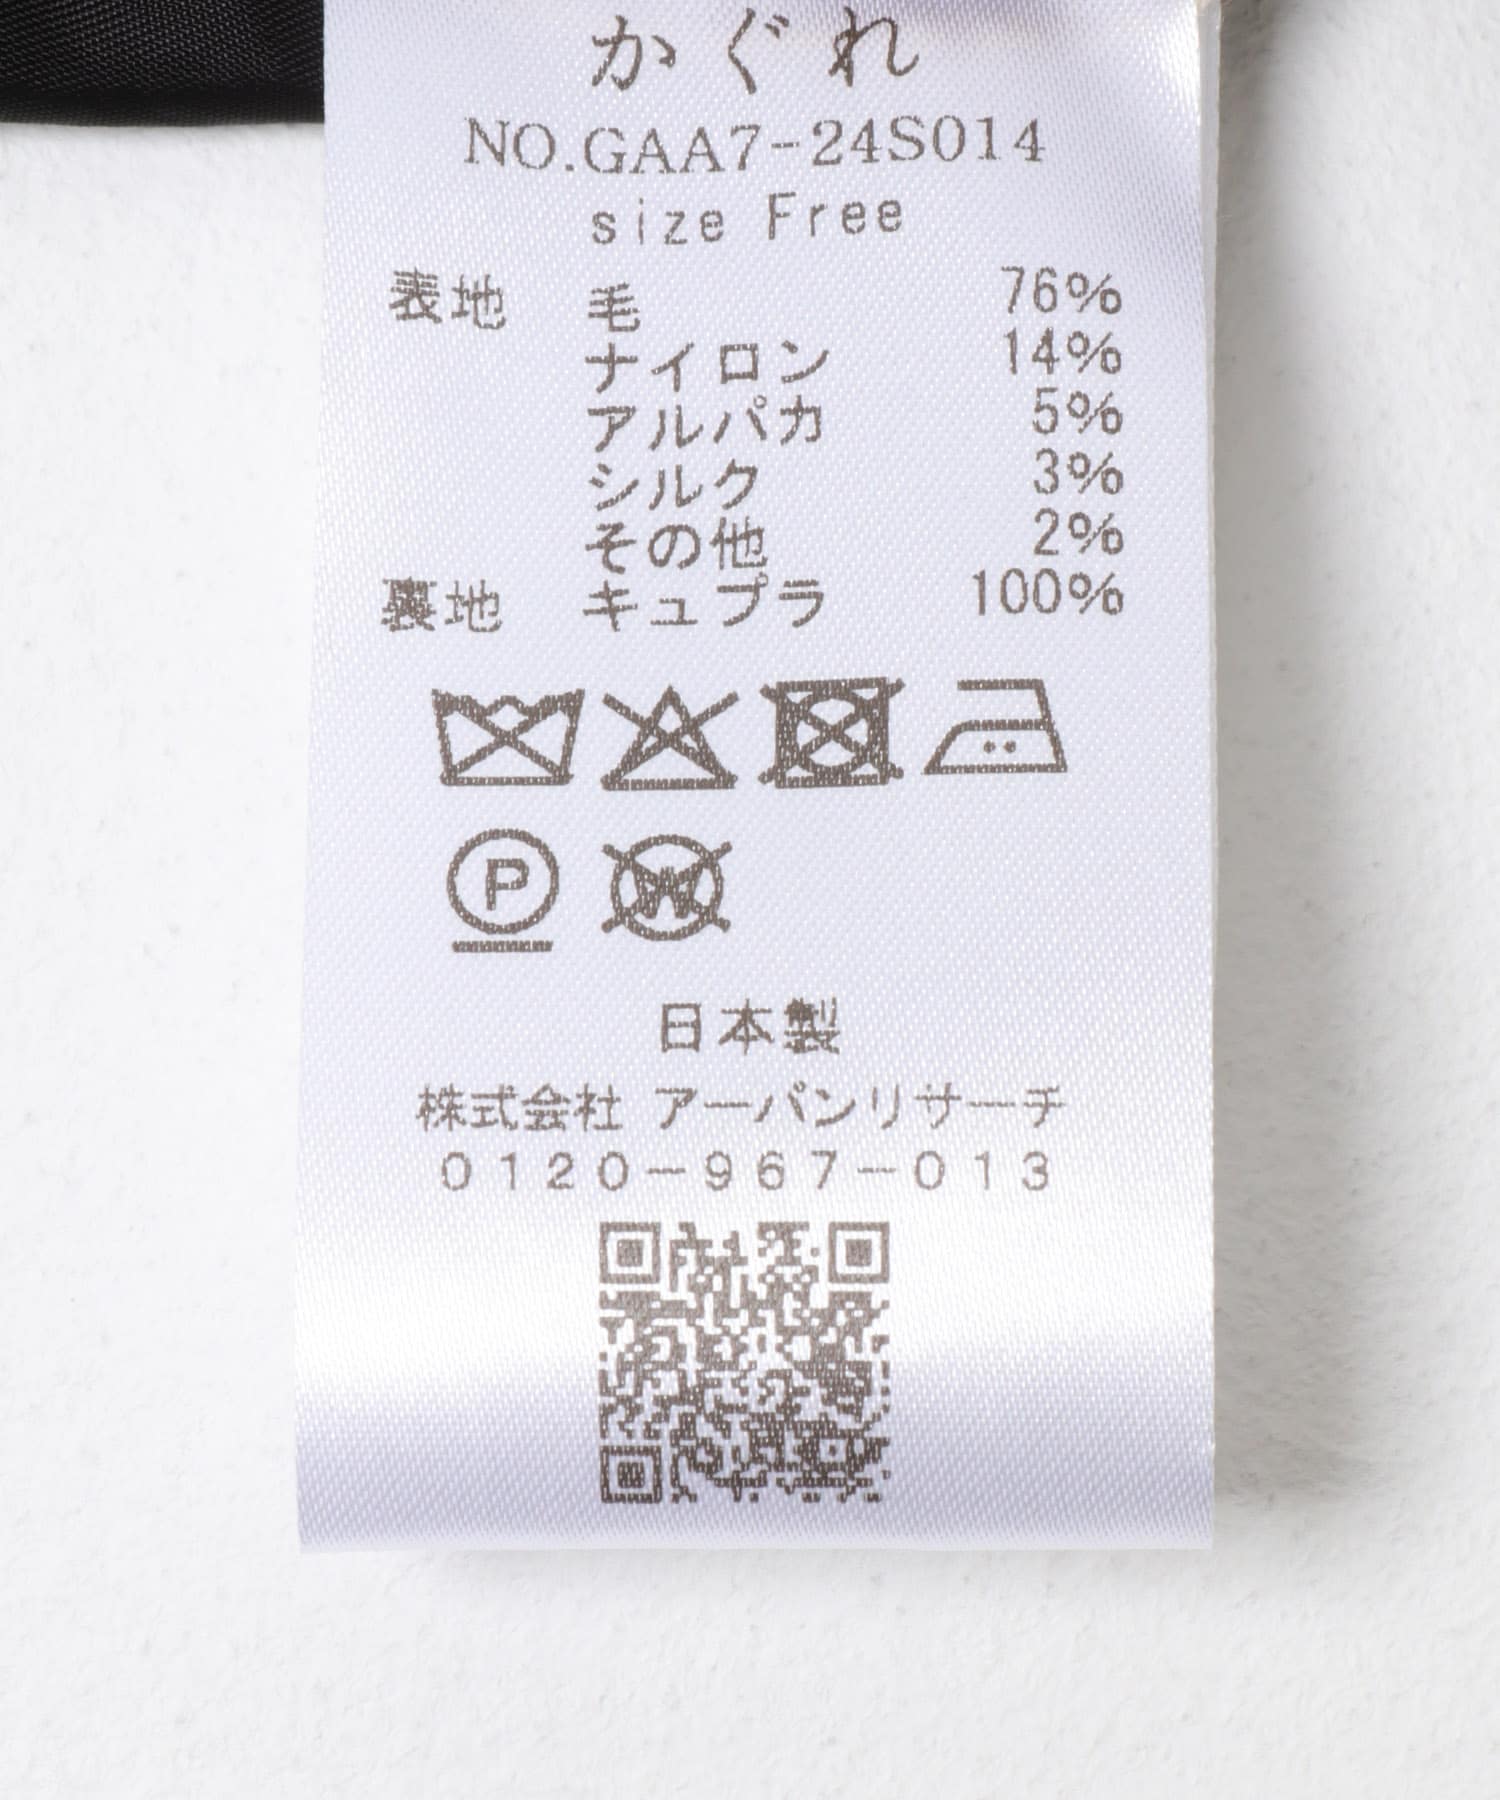 かぐれ
NO.GAA7-24S014
size Free
表地 毛 76%
ナイロン 14%
アルパカ 5%
シルク 3%
その他 2%
裏地 キュプラ 100%
P W
日本製
株式会社 アーバンリサーチ
0120-967-013